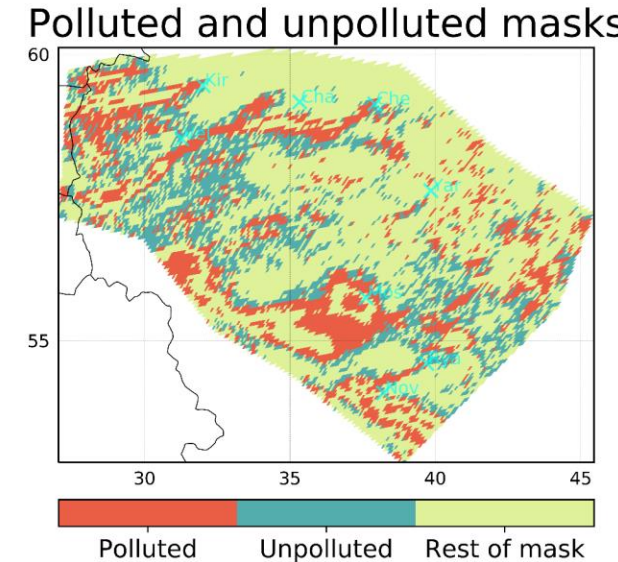 Polluted and unpolluted masks
60
Kir
Cha
Che
55
Nov
30 35 40 45
Polluted Unpolluted Rest of mask